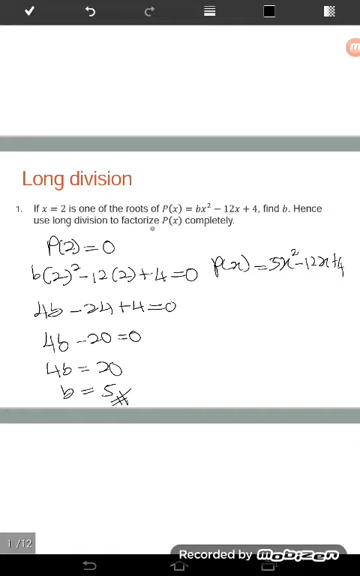 Long division
1. If x = 2 is one of the roots of P(x) = bx² − 12x + 4, find b. Hence
use long division to factorize P(x) completely.
P(2) = 0
b(2)² − 12(2) + 4 = 0
P(x) = 5x² − 12x + 4
4b − 24 + 4 = 0
4b − 20 = 0
4b = 20
b = 5
1 / 12
Recorded by Mobizen